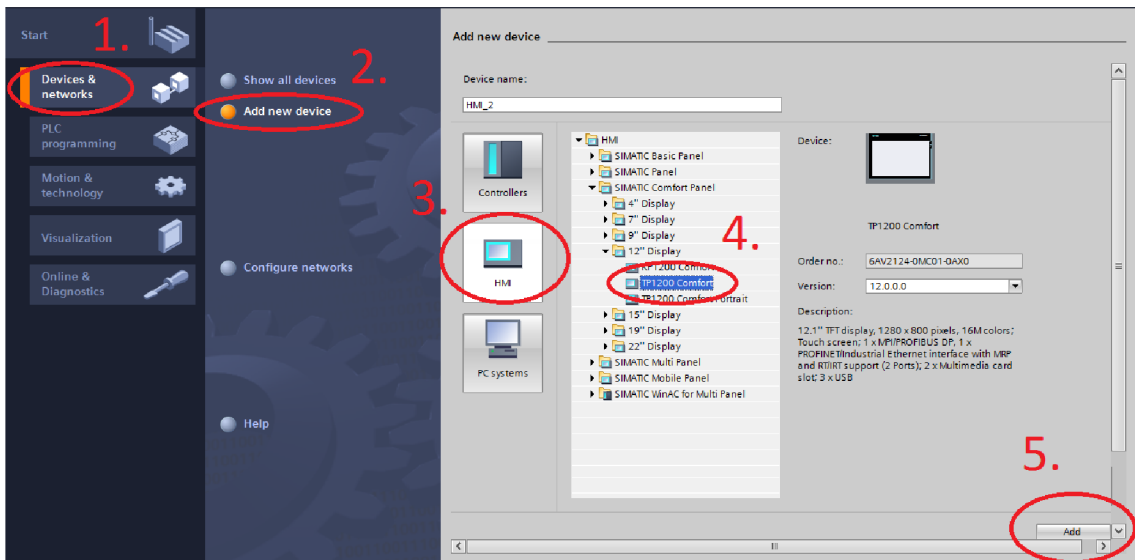 Start
1.
Devices &
networks
PLC
programming
Motion &
technology
Visualization
Online &
Diagnostics
2.
Show all devices
Add new device
Configure networks
Help
Add new device
Device name:
HMI_2
3.
Controllers
HMI
PC systems
4.
HMI
SIMATIC Basic Panel
SIMATIC Panel
SIMATIC Comfort Panel
4'' Display
7'' Display
9'' Display
12'' Display
KP1200 Comfort
TP1200 Comfort
TP1200 Comfort Portrait
15'' Display
19'' Display
22'' Display
SIMATIC Multi Panel
SIMATIC Mobile Panel
SIMATIC WinAC for Multi Panel
Device:
TP1200 Comfort
Order no.: 6AV2124-0MC01-0AX0
Version: 12.0.0.0
Description:
12.1'' TFT display, 1280 x 800 pixels, 16M colors;
Touch screen; 1 x MPI/PROFIBUS DP, 1 x
PROFINET/Industrial Ethernet interface with MRP
and RT/IRT support (2 Ports); 2 x Multimedia card
slot; 3 x USB
5.
Add